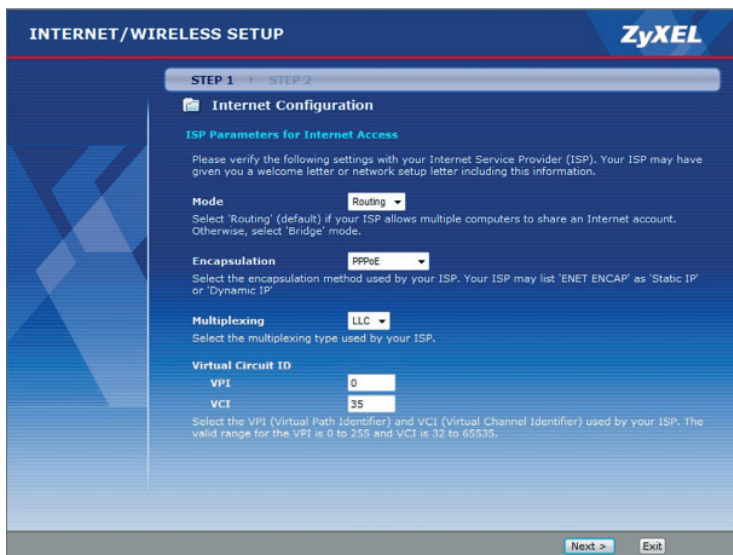 INTERNET/WIRELESS SETUP
ZyXEL
STEP 1 STEP 2
Internet Configuration
ISP Parameters for Internet Access
Please verify the following settings with your Internet Service Provider (ISP). Your ISP may have
given you a welcome letter or network setup letter including this information.
Mode Routing
Select 'Routing' (default) if your ISP allows multiple computers to share an Internet account.
Otherwise, select 'Bridge' mode.
Encapsulation PPPoE
Select the encapsulation method used by your ISP. Your ISP may list 'ENET ENCAP' as 'Static IP'
or 'Dynamic IP'
Multiplexing LLC
Select the multiplexing type used by your ISP.
Virtual Circuit ID
VPI 0
VCI 35
Select the VPI (Virtual Path Identifier) and VCI (Virtual Channel Identifier) used by your ISP. The
valid range for the VPI is 0 to 255 and VCI is 32 to 65535.
Next > Exit